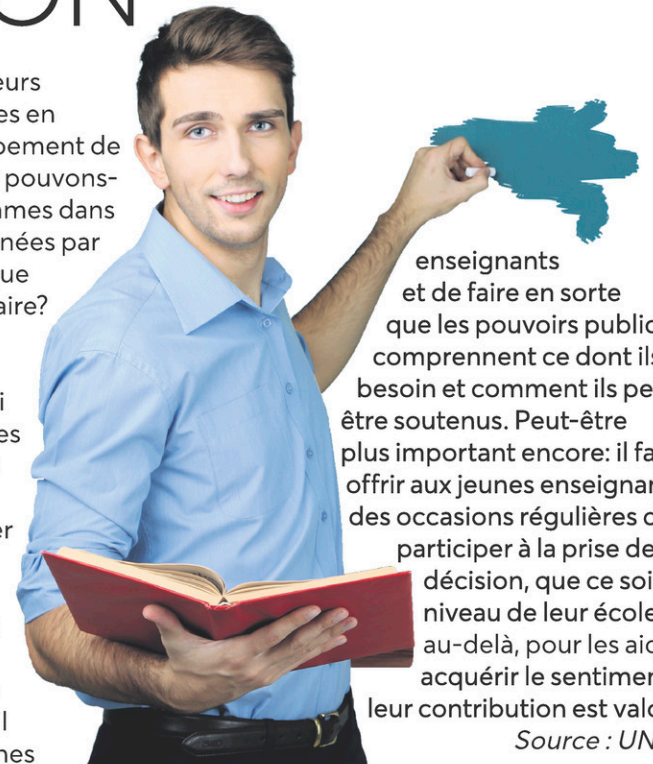 ON
eurs
es en
pement de
pouvons-
mes dans
nées par
ue
aire?
i
es
er
l
nes
enseignants
et de faire en sorte
que les pouvoirs public
comprennent ce dont ils
besoin et comment ils pe
être soutenus. Peut-être
plus important encore: il fa
offrir aux jeunes enseignan
des occasions régulières d
participer à la prise de
décision, que ce soi
niveau de leur école
au-delà, pour les aid
acquérir le sentimen
leur contribution est valo
Source : UN